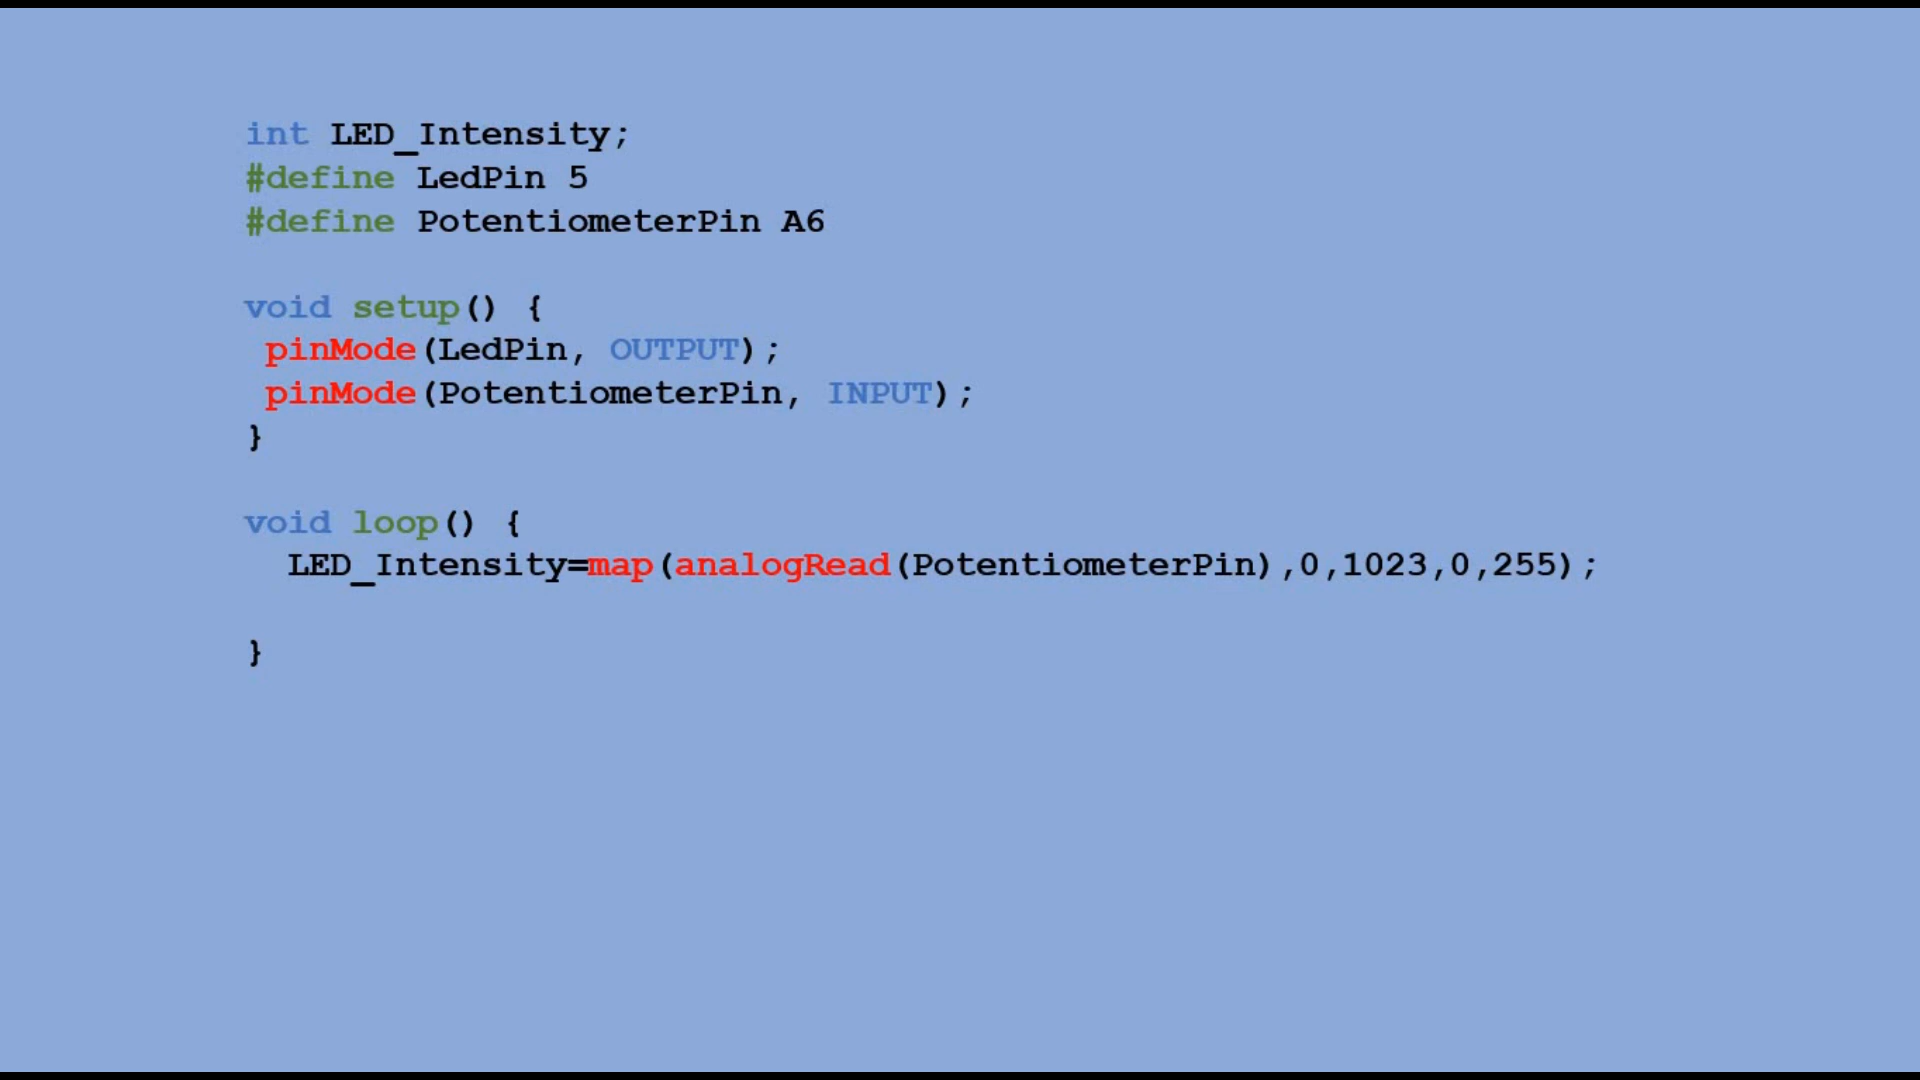 int LED_Intensity;
#define LedPin 5
#define PotentiometerPin A6
void setup() {
pinMode(LedPin, OUTPUT);
pinMode(PotentiometerPin, INPUT);
}
void loop() {
LED_Intensity=map(analogRead(PotentiometerPin),0,1023,0,255);
}